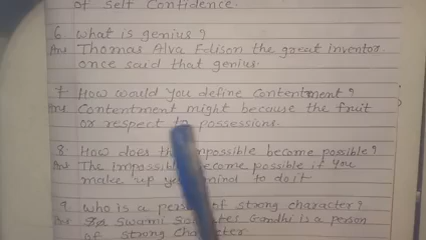 of self Confidence.
6 what is genius?
Ans Thomas Alva Edison the great inventor
once said that genius
7 How would you define contentment?
Ans Contentment might because the fruit
or respect to possessions.
8. How does the impossible become possible?
Ans The impossible become possible if you
make up your mind to do it
9. who is a person of strong character?
Ans Swami Gandhi is a person
of strong Character